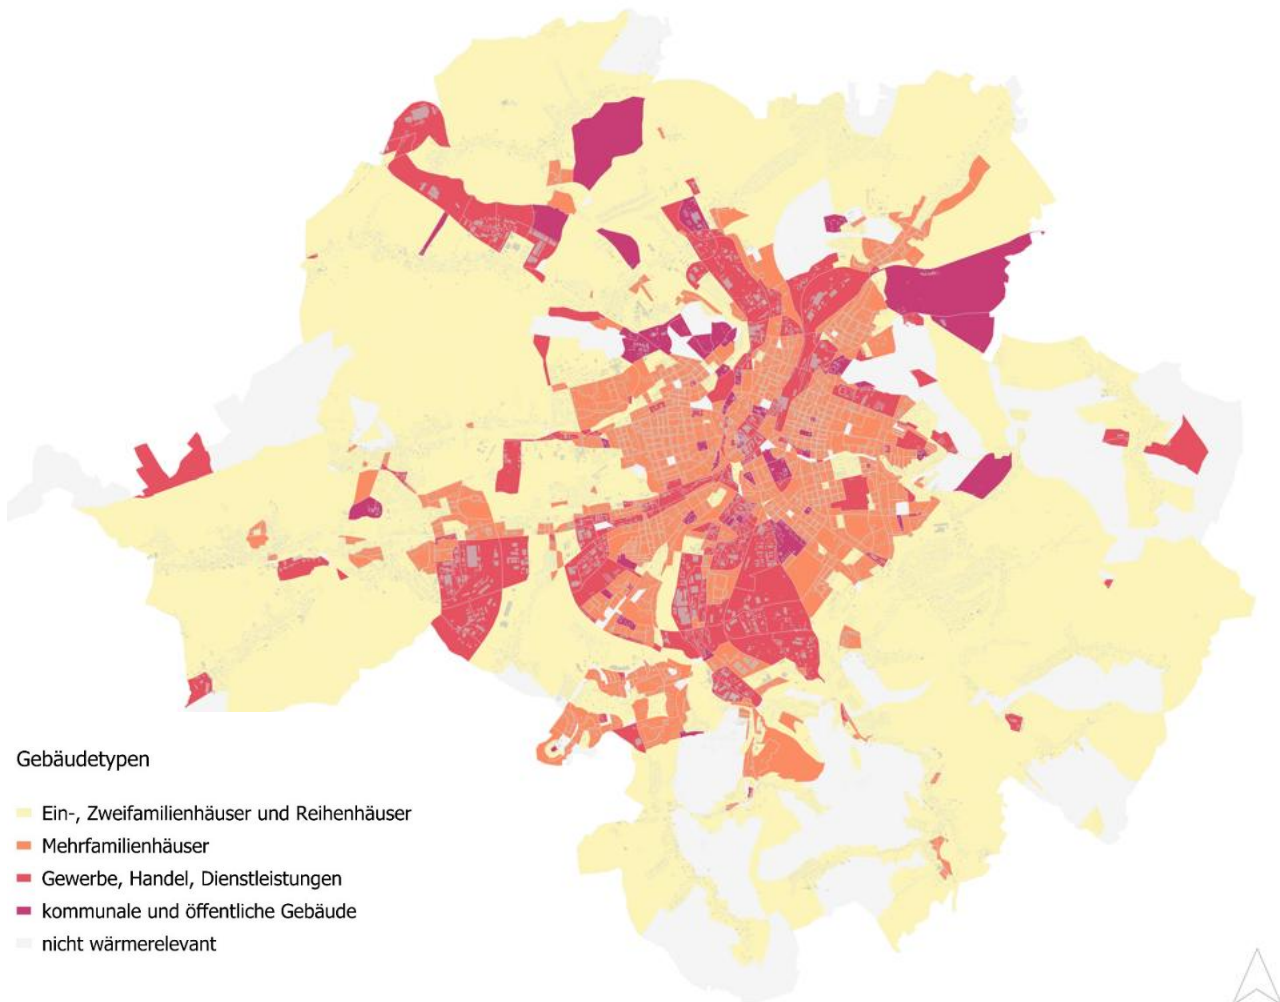 Gebäudetypen
Ein-, Zweifamilienhäuser und Reihenhäuser
Mehrfamilienhäuser
Gewerbe, Handel, Dienstleistungen
kommunale und öffentliche Gebäude
nicht wärmerelevant